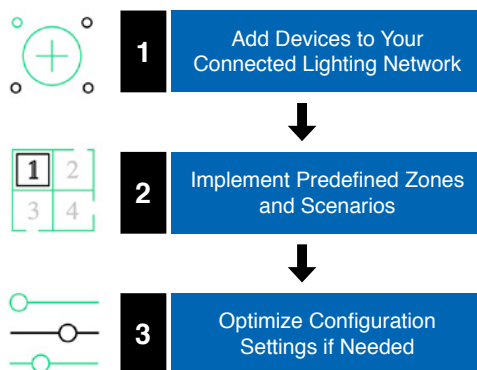 1
Add Devices to Your
Connected Lighting Network
1 2
3 4
2
Implement Predefined Zones
and Scenarios
3
Optimize Configuration
Settings if Needed